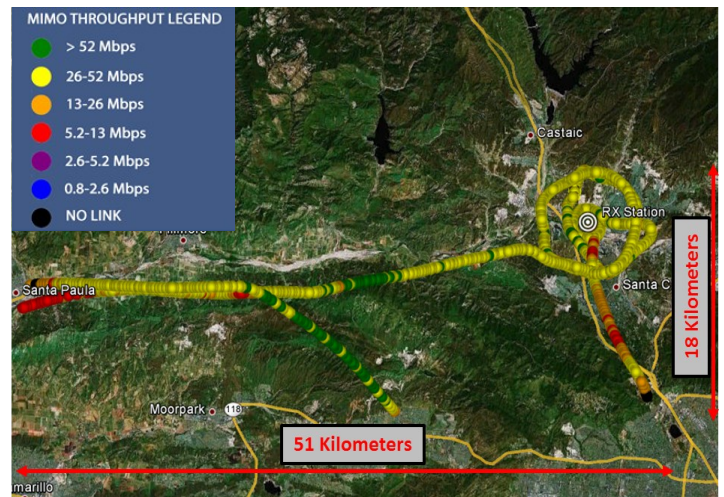 MIMO THROUGHPUT LEGEND
> 52 Mbps
26-52 Mbps
13-26 Mbps
5.2-13 Mbps
2.6-5.2 Mbps
0.8-2.6 Mbps
NO LINK
Castaic
RX Station
Santa Paula
Santa C
18 Kilometers
Moorpark
118
51 Kilometers
marillo